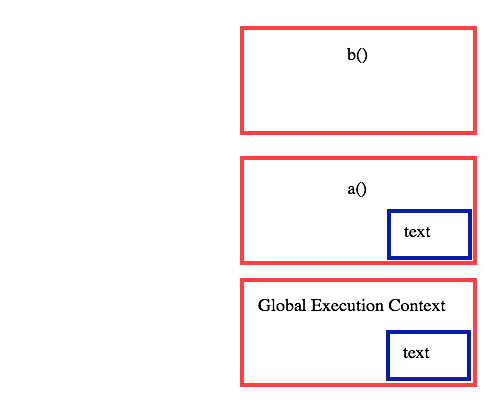 b()
a()
text
Global Execution Context
text